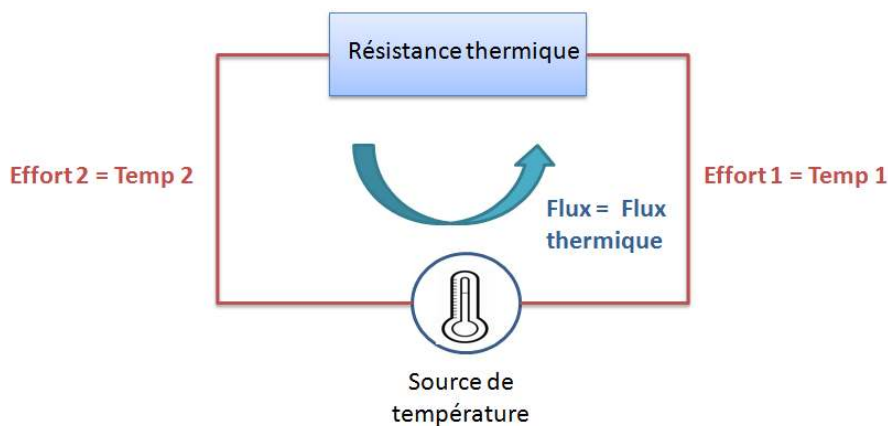 Résistance thermique
Effort 2 = Temp 2
Effort 1 = Temp 1
Flux = Flux
thermique
Source de
température